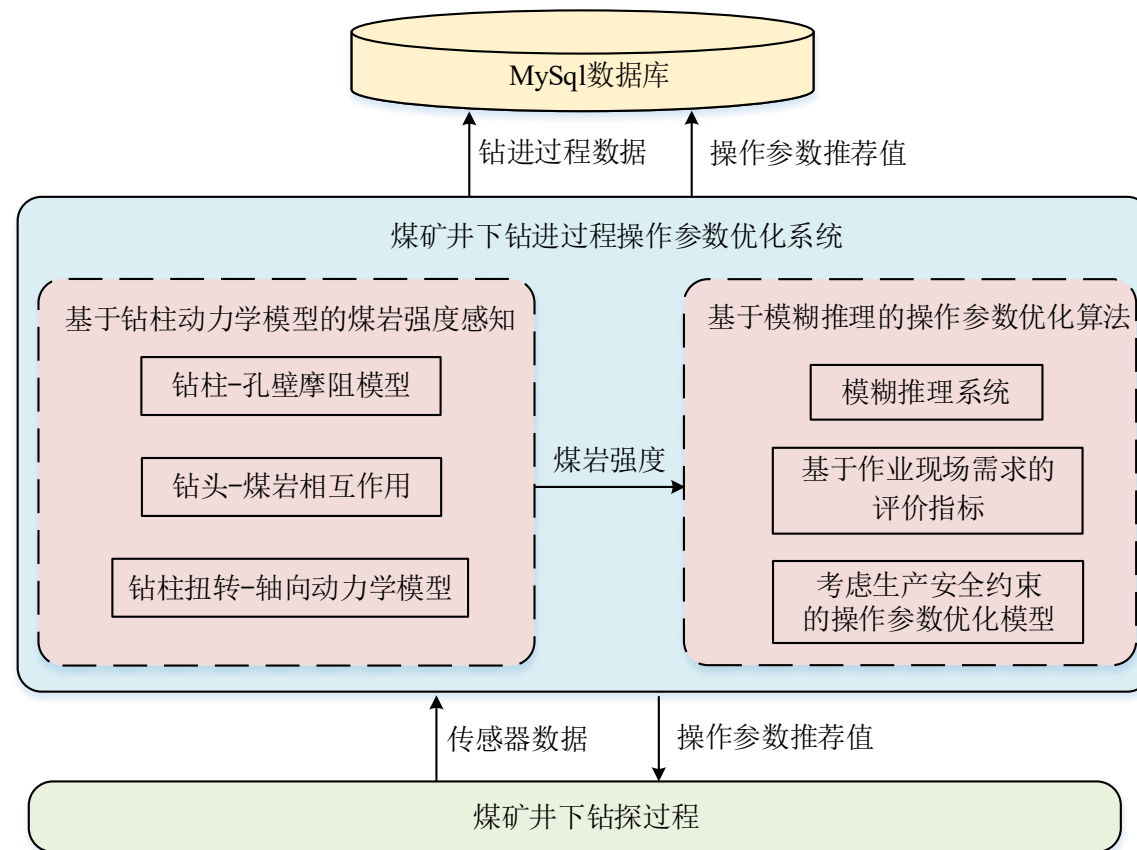 MySql数据库
钻进过程数据
操作参数推荐值
煤矿井下钻进过程操作参数优化系统
基于钻柱动力学模型的煤岩强度感知
钻柱-孔壁摩阻模型
钻头-煤岩相互作用
钻柱扭转-轴向动力学模型
煤岩强度
基于模糊推理的操作参数优化算法
模糊推理系统
基于作业现场需求的
评价指标
考虑生产安全约束
的操作参数优化模型
传感器数据
操作参数推荐值
煤矿井下钻探过程